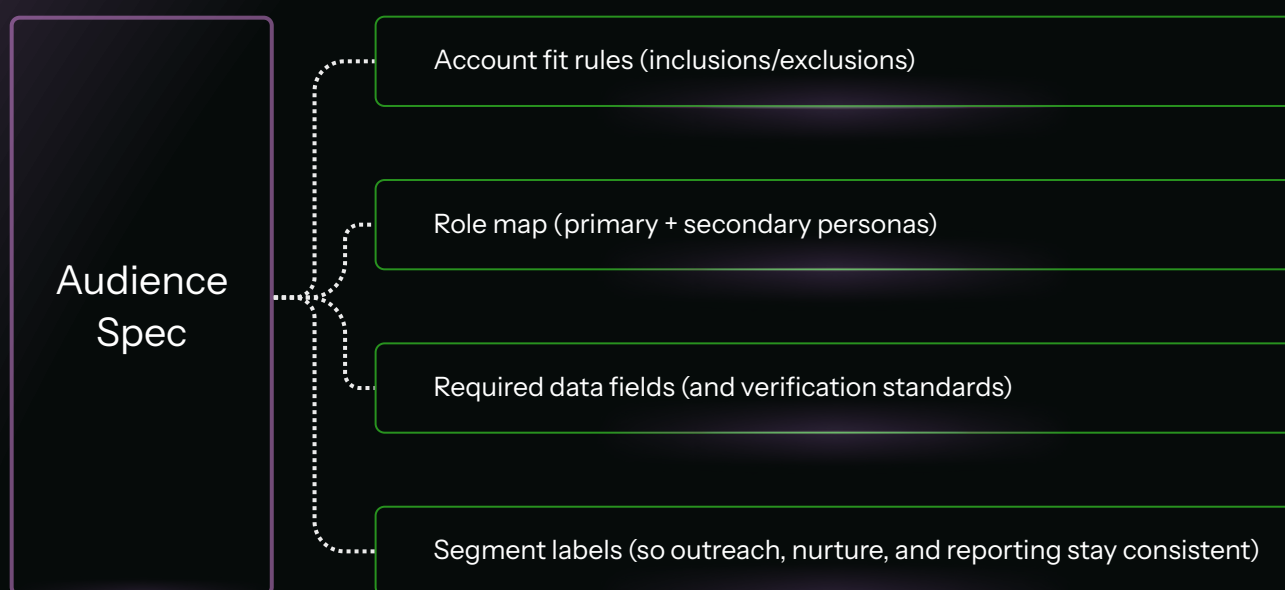 Audience
Spec
Account fit rules (inclusions/exclusions)
Role map (primary + secondary personas)
Required data fields (and verification standards)
Segment labels (so outreach, nurture, and reporting stay consistent)